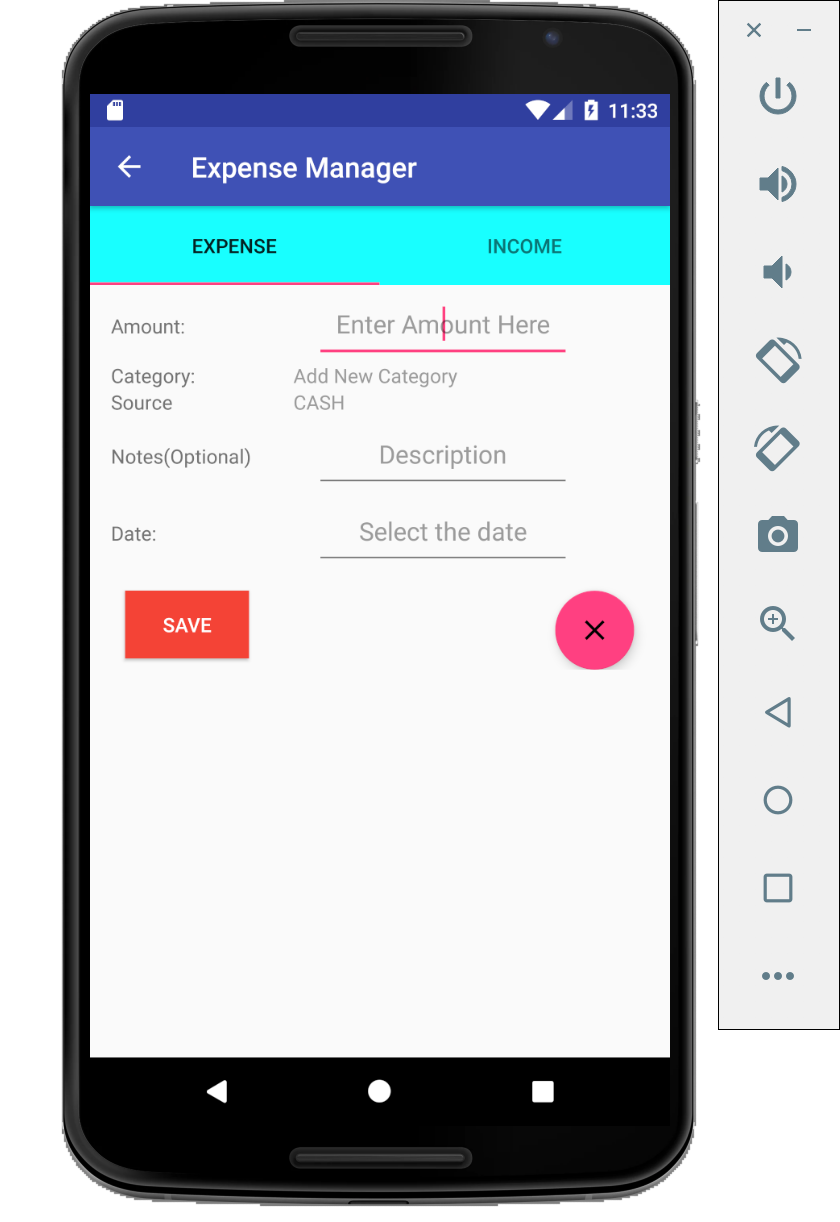 11:33
Expense Manager
EXPENSE INCOME
Amount: Enter Amount Here
Category: Add New Category
Source CASH
Notes(Optional) Description
Date: Select the date
SAVE